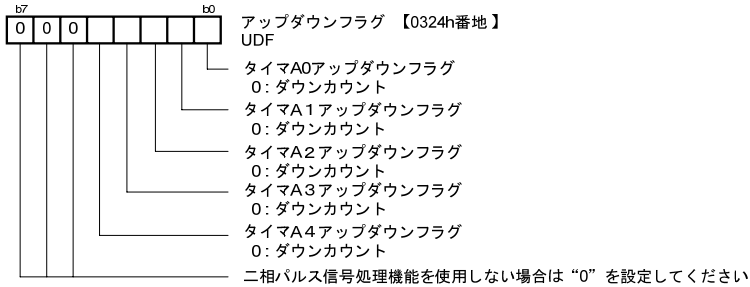 b7 b0
0 0 0
アップダウンフラグ 【0324h番地】
UDF
タイマA0アップダウンフラグ
0：ダウンカウント
タイマA1アップダウンフラグ
0：ダウンカウント
タイマA2アップダウンフラグ
0：ダウンカウント
タイマA3アップダウンフラグ
0：ダウンカウント
タイマA4アップダウンフラグ
0：ダウンカウント
二相パルス信号処理機能を使用しない場合は“0”を設定してください